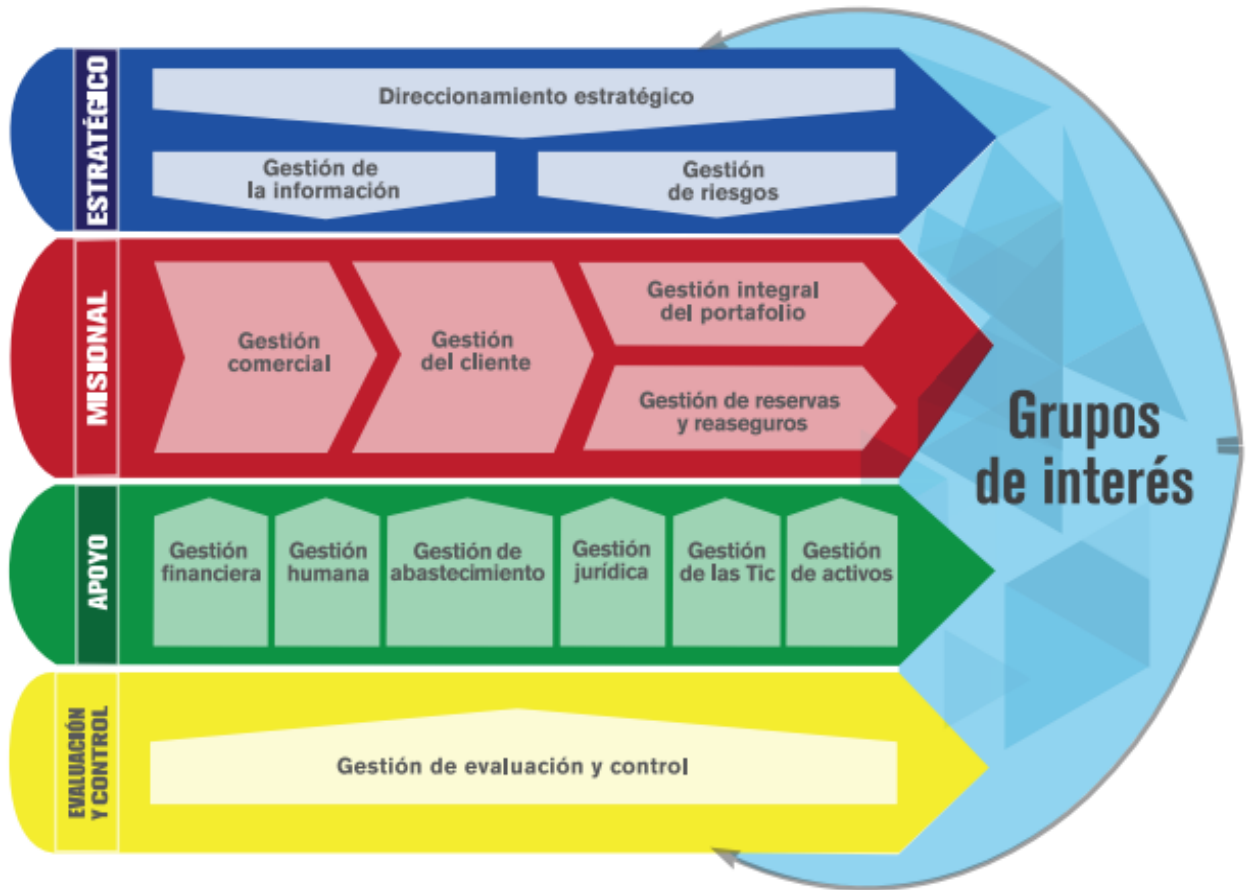 ESTRATÉGICO
Direccionamiento estratégico
Gestión de
la información
Gestión
de riesgos
MISIONAL
Gestión
comercial
Gestión
del cliente
Gestión integral
del portafolio
Gestión de reservas
y reaseguros
Grupos
de interés
APOYO
Gestión
financiera
Gestión
humana
Gestión de
abastecimiento
Gestión
jurídica
Gestión
de las Tic
Gestión
de activos
EVALUACIÓN
Y CONTROL
Gestión de evaluación y control